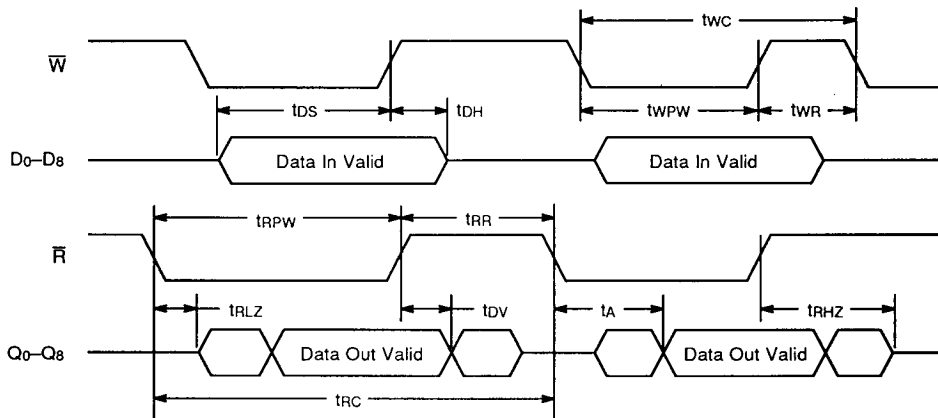 tWC
W
tDS tDH tWPW tWR
D0–D8 Data In Valid Data In Valid
tRPW tRR
R
tRLZ tDV tA tRHZ
Q0–Q8 Data Out Valid Data Out Valid
tRC